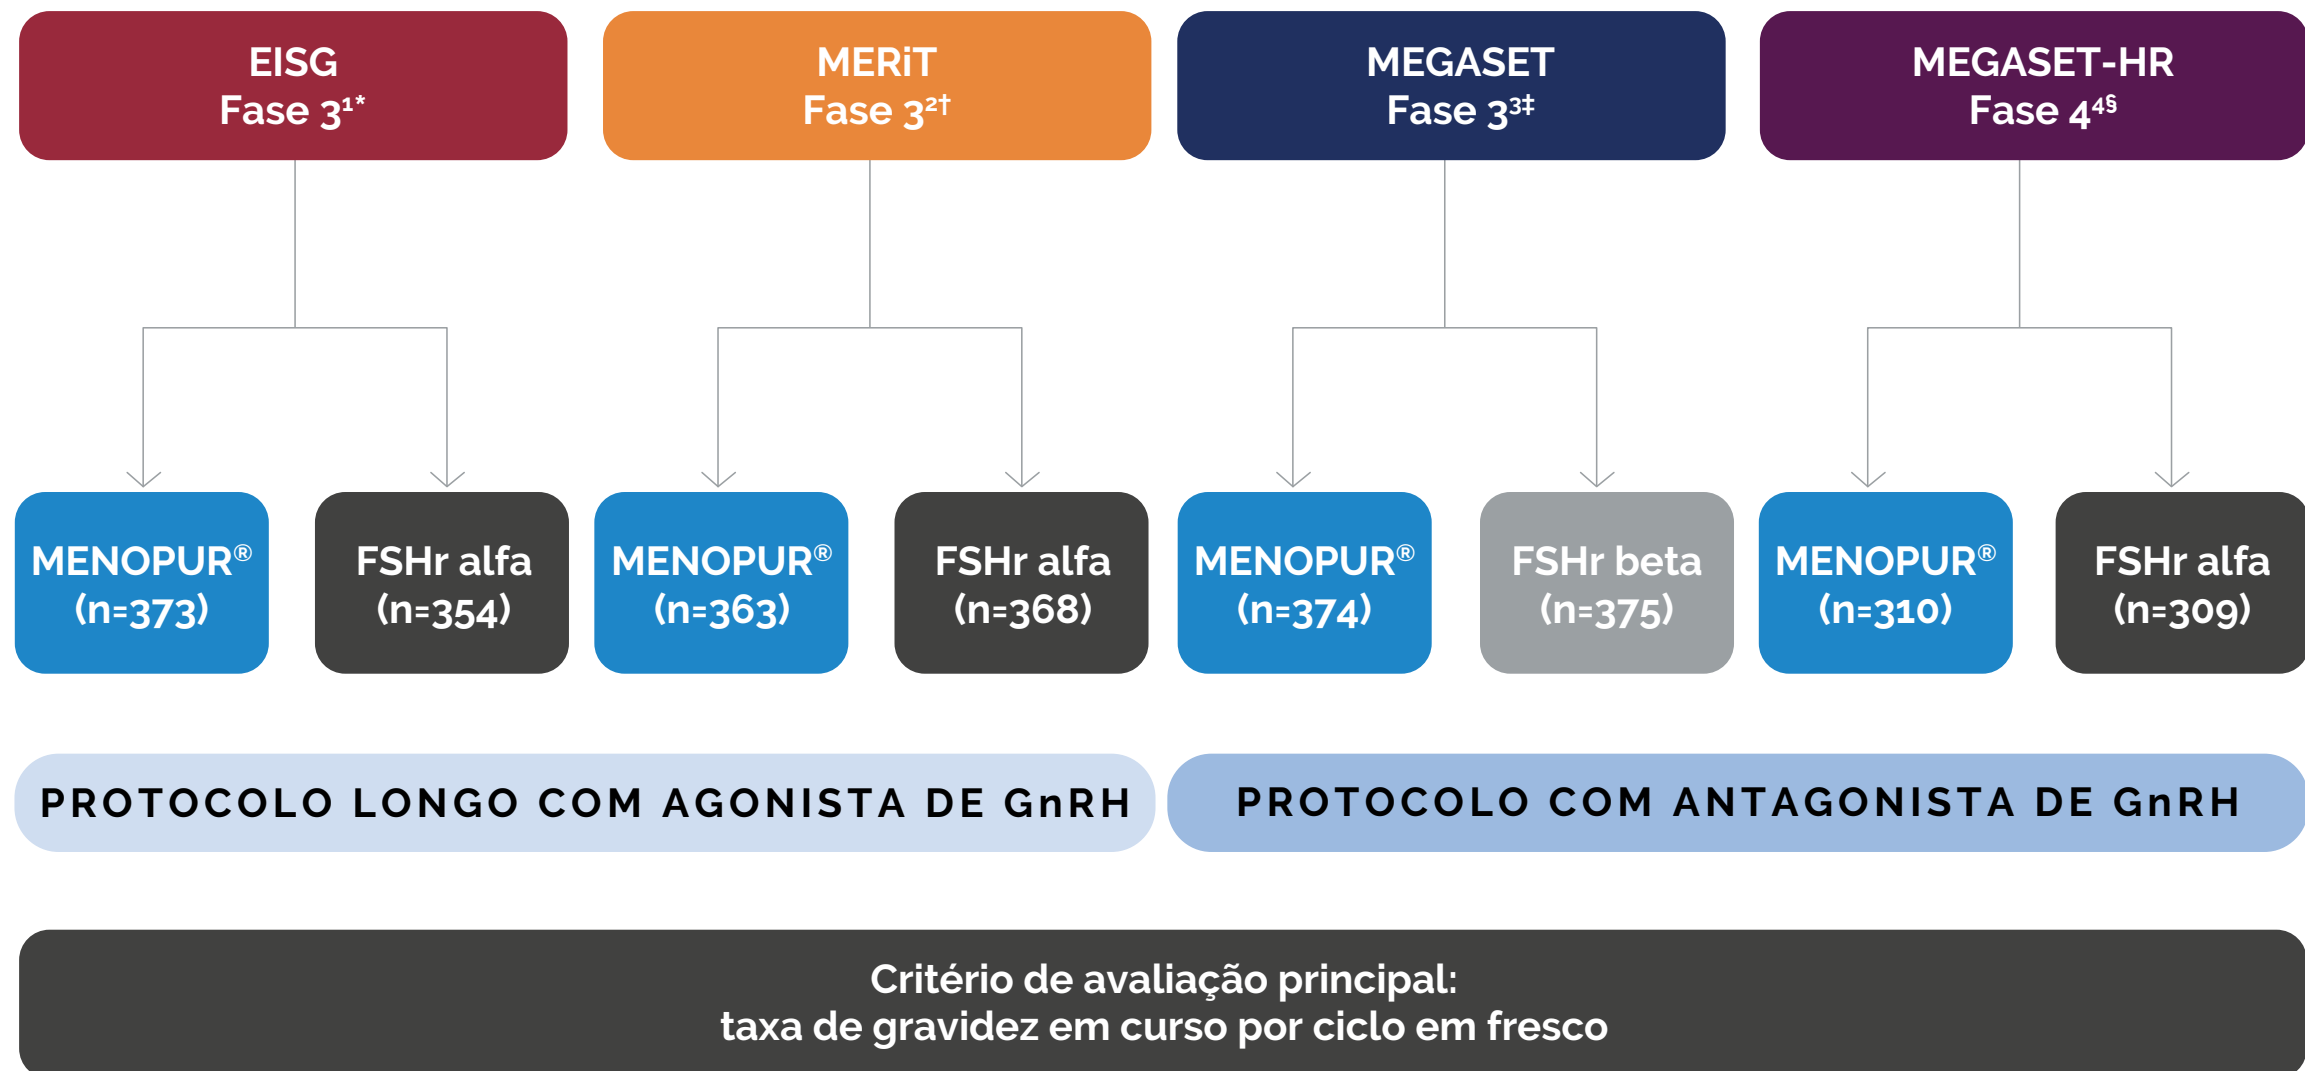 EISG
Fase 3¹*
MERiT
Fase 3²†
MEGASET
Fase 3³‡
MEGASET-HR
Fase 4⁴§
MENOPUR®
(n=373)
FSHr alfa
(n=354)
MENOPUR®
(n=363)
FSHr alfa
(n=368)
MENOPUR®
(n=374)
FSHr beta
(n=375)
MENOPUR®
(n=310)
FSHr alfa
(n=309)
PROTOCOLO LONGO COM AGONISTA DE GnRH
PROTOCOLO COM ANTAGONISTA DE GnRH
Critério de avaliação principal:
taxa de gravidez em curso por ciclo em fresco